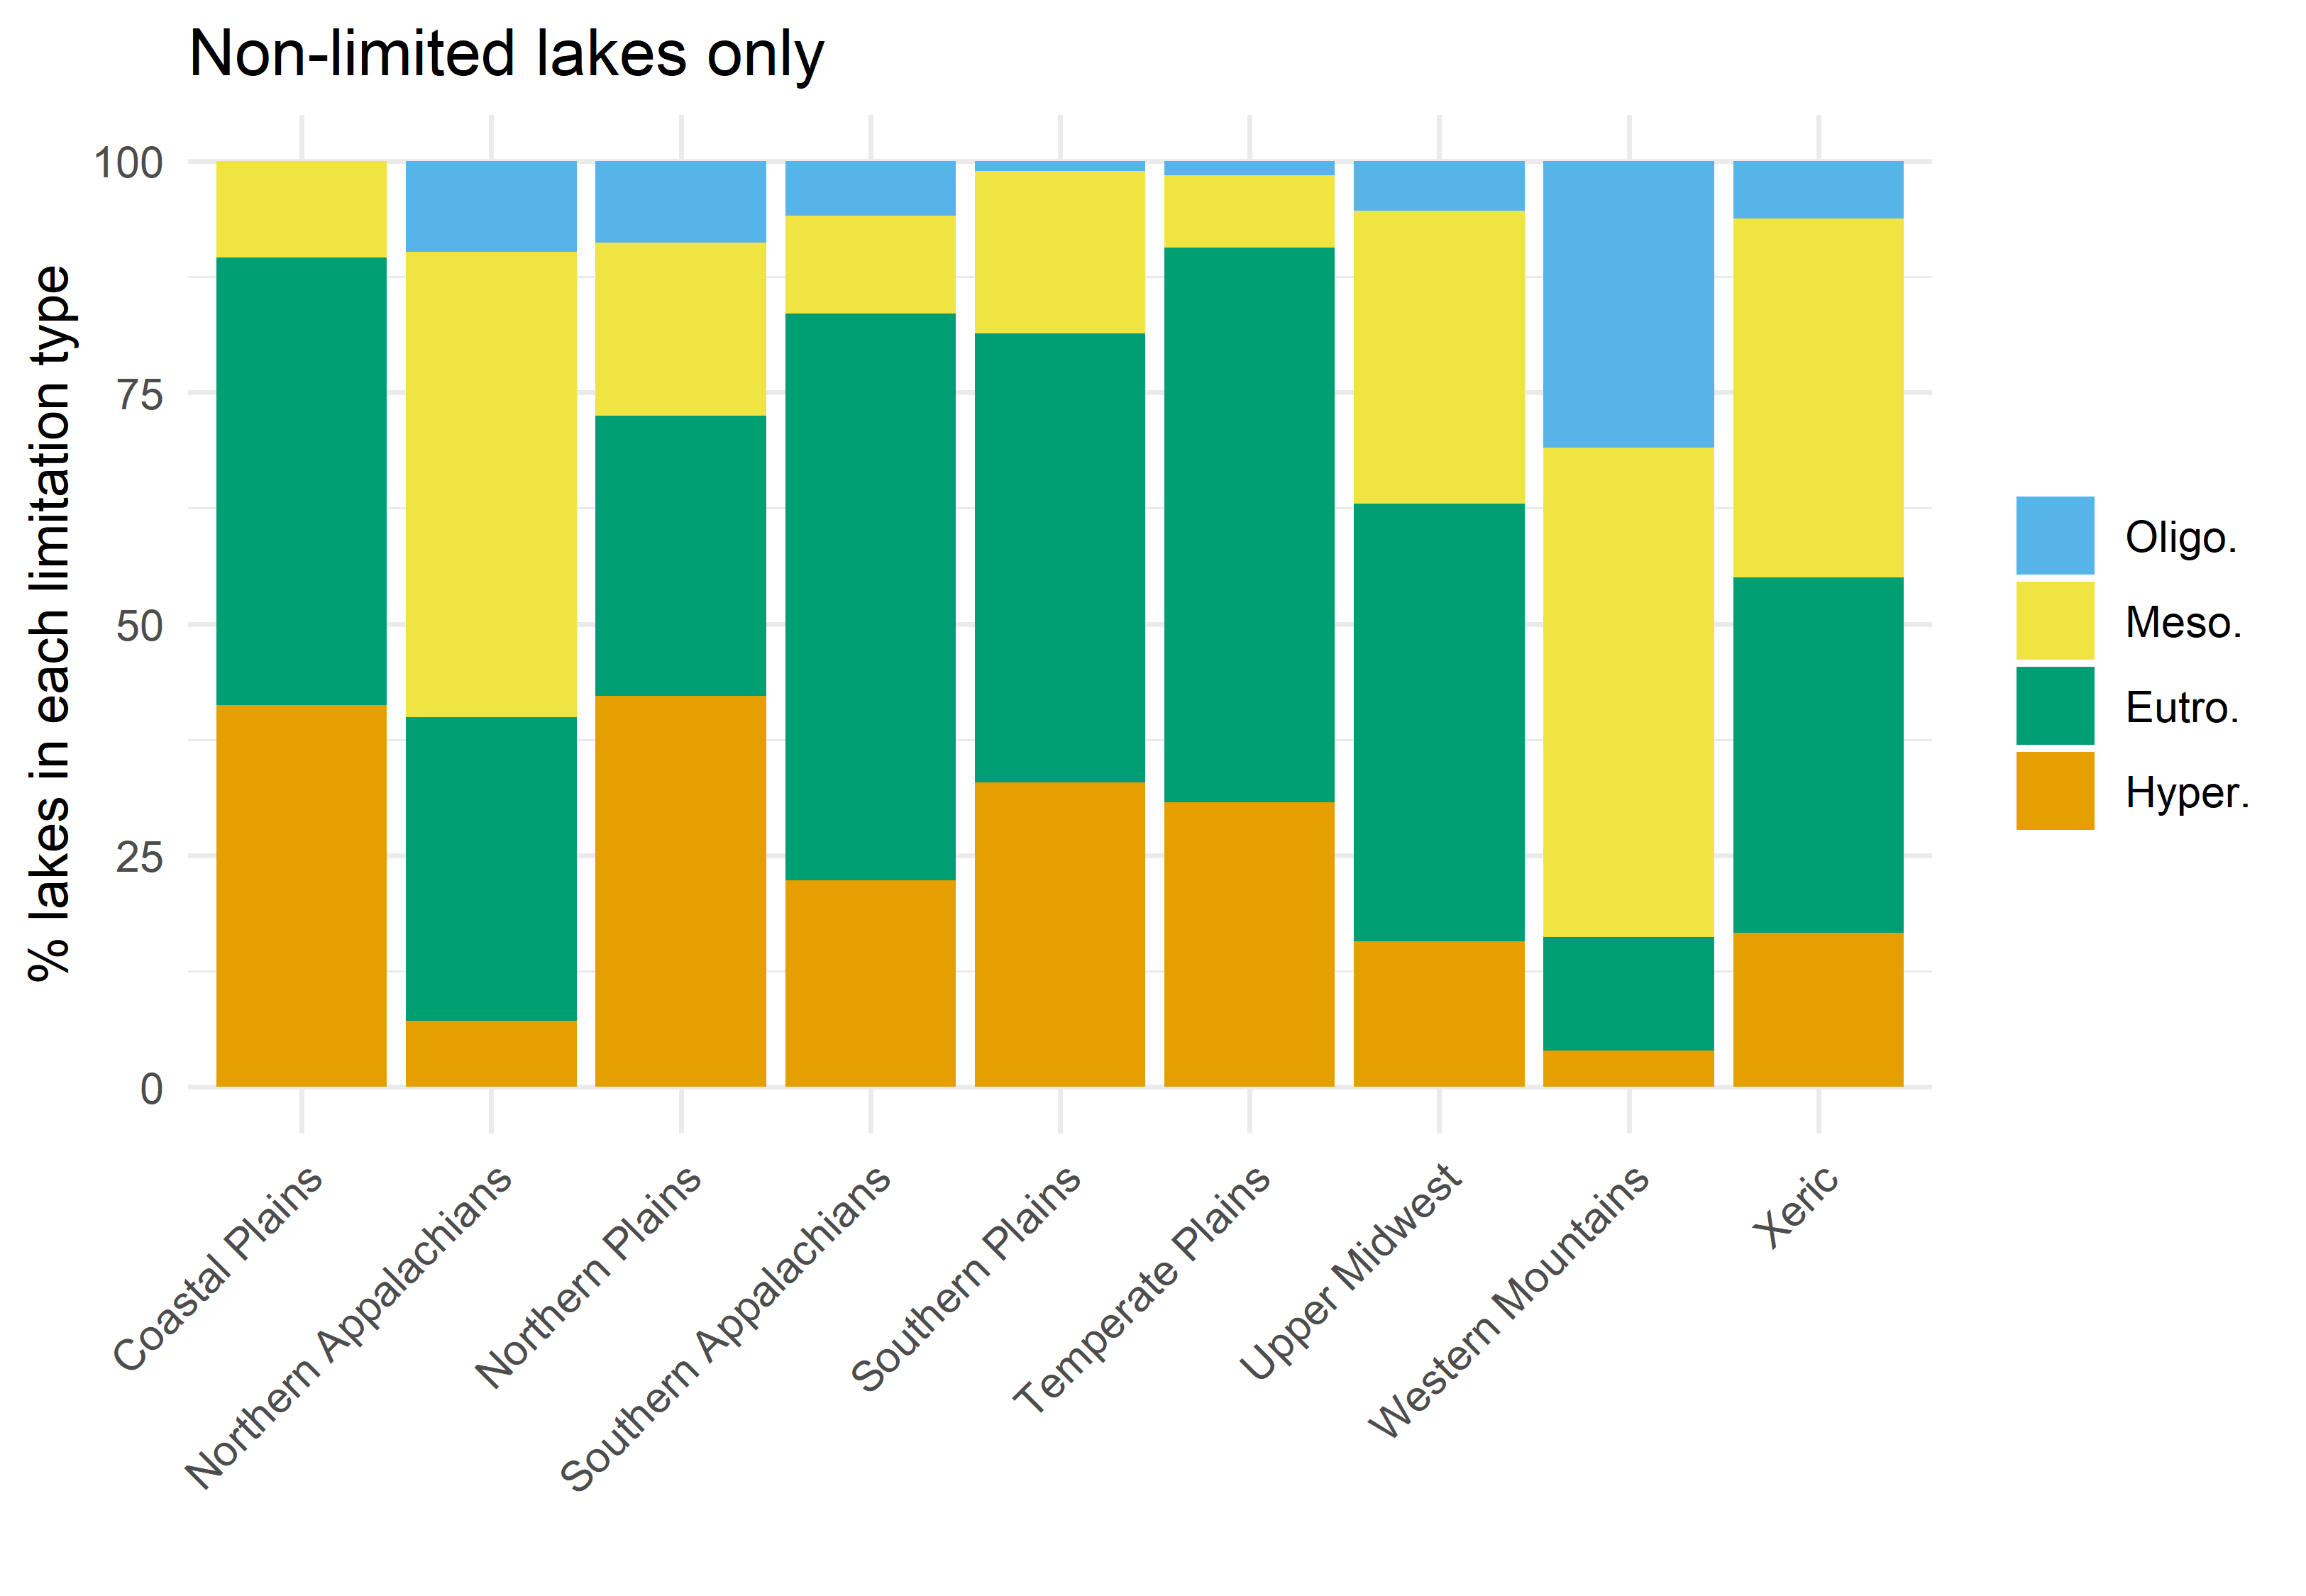 Non-limited lakes only
% lakes in each limitation type
100
75
50
25
0
Coastal Plains
Northern Appalachians
Northern Plains
Southern Appalachians
Southern Plains
Temperate Plains
Upper Midwest
Western Mountains
Xeric
Oligo.
Meso.
Eutro.
Hyper.